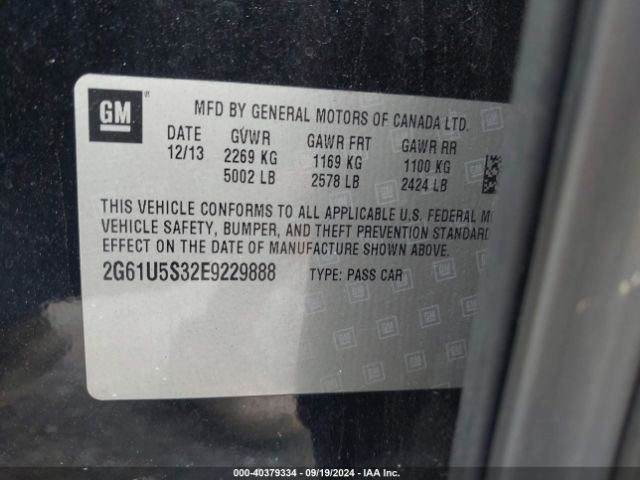 GM ®
MFD BY GENERAL MOTORS OF CANADA LTD.
DATE GVWR GAWR FRT GAWR RR
12/13 2269 KG 1169 KG 1100 KG
5002 LB 2578 LB 2424 LB
THIS VEHICLE CONFORMS TO ALL APPLICABLE U.S. FEDERAL
VEHICLE SAFETY, BUMPER, AND THEFT PREVENTION
EFFECT ON THE DATE OF MANUFACTURE SHOWN ABOVE.
2G61U5S32E9229888 TYPE: PASS CAR
000-40379334 - 09/19/2024 - IAA Inc.